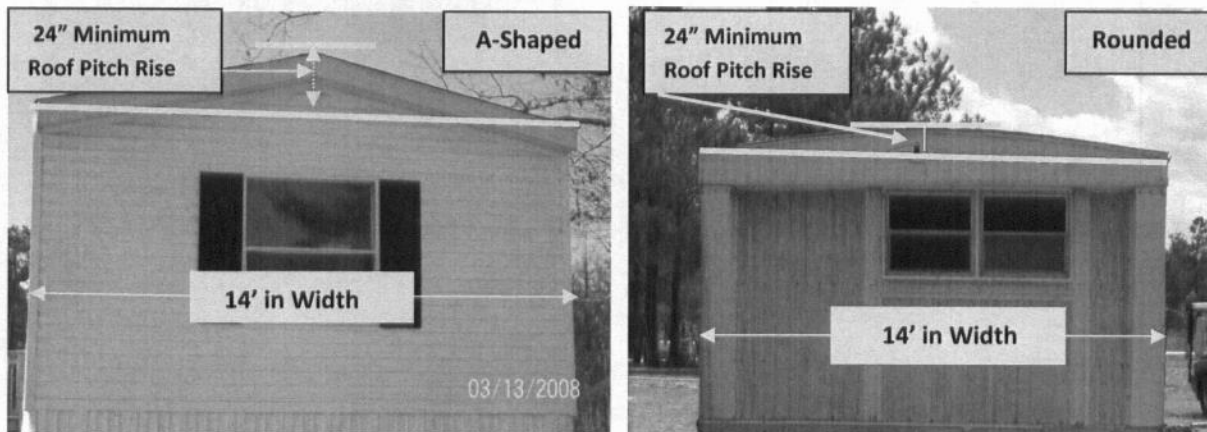 24” Minimum
Roof Pitch Rise
A-Shaped
14’ in Width
03/13/2008
24” Minimum
Roof Pitch Rise
Rounded
14’ in Width